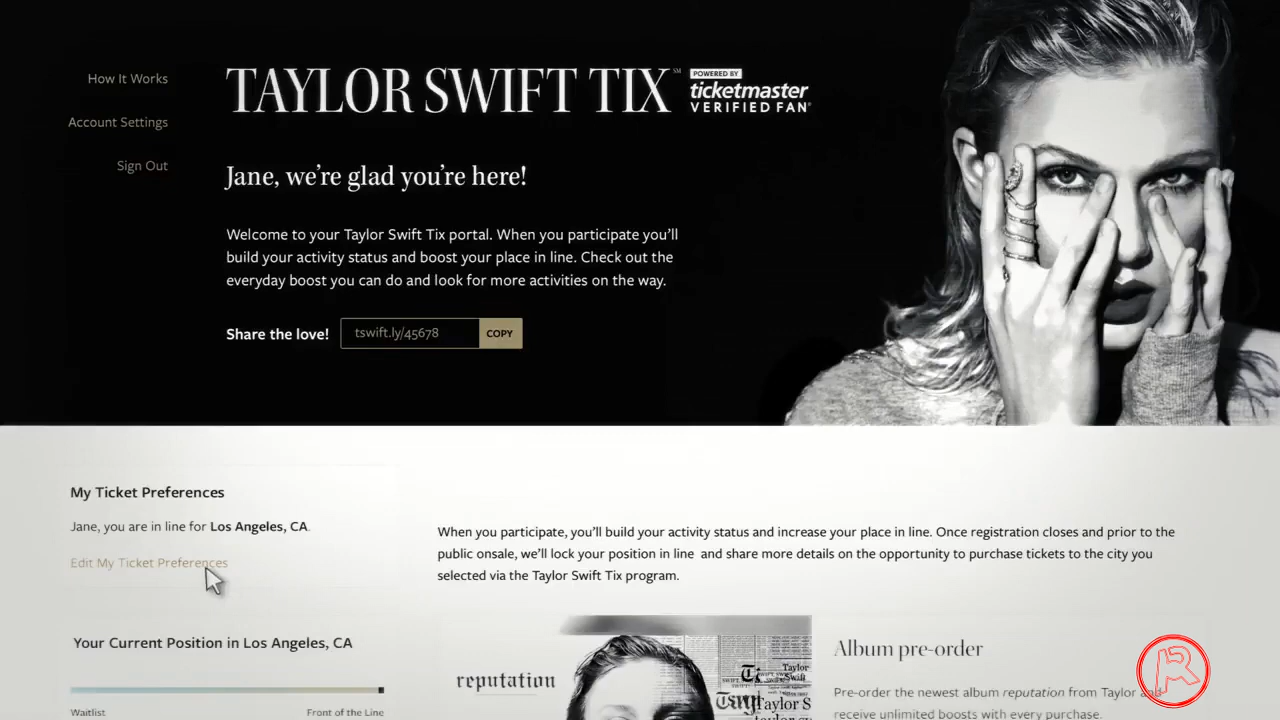 How It Works
Account Settings
Sign Out
TAYLOR SWIFT TIX SM
POWERED BY
ticketmaster
VERIFIED FAN®
Jane, we're glad you're here!
Welcome to your Taylor Swift Tix portal. When you participate you'll
build your activity status and boost your place in line. Check out the
everyday boost you can do and look for more activities on the way.
Share the love!
tswift.ly/45678
COPY
My Ticket Preferences
Jane, you are in line for Los Angeles, CA.
Edit My Ticket Preferences
When you participate, you'll build your activity status and increase your place in line. Once registration closes and prior to the
public onsale, we'll lock your position in line and share more details on the opportunity to purchase tickets to the city you
selected via the Taylor Swift Tix program.
Your Current Position in Los Angeles, CA
Waitlist
Front of the Line
reputation
Taylor
Swift
Taylor S
Album pre-order
Pre-order the newest album reputation from Taylor and
receive unlimited boosts with every purchase.